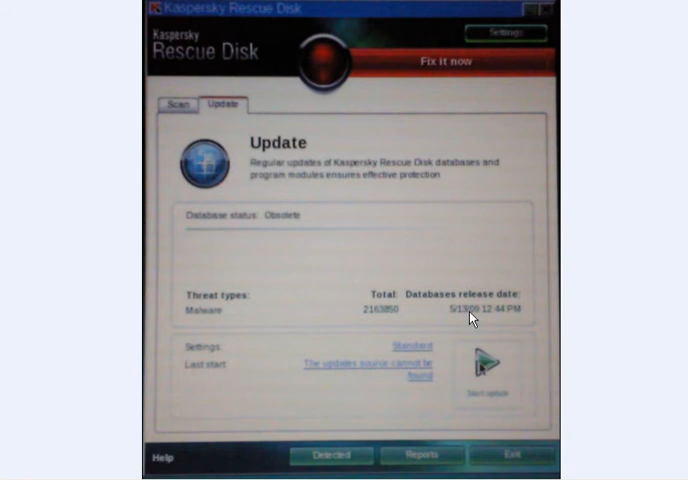 Kaspersky Rescue Disk
Kaspersky
Rescue Disk
Settings
Fix it now
Scan
Update
Update
Regular updates of Kaspersky Rescue Disk databases and
program modules ensures effective protection
Database status: Obsolete
Threat types: Total: Databases release date:
Malware 2163850 5/13/09 12:44 PM
Settings: Standard
Last start: The updates source cannot be
found
Start update
Help Detected Reports Exit